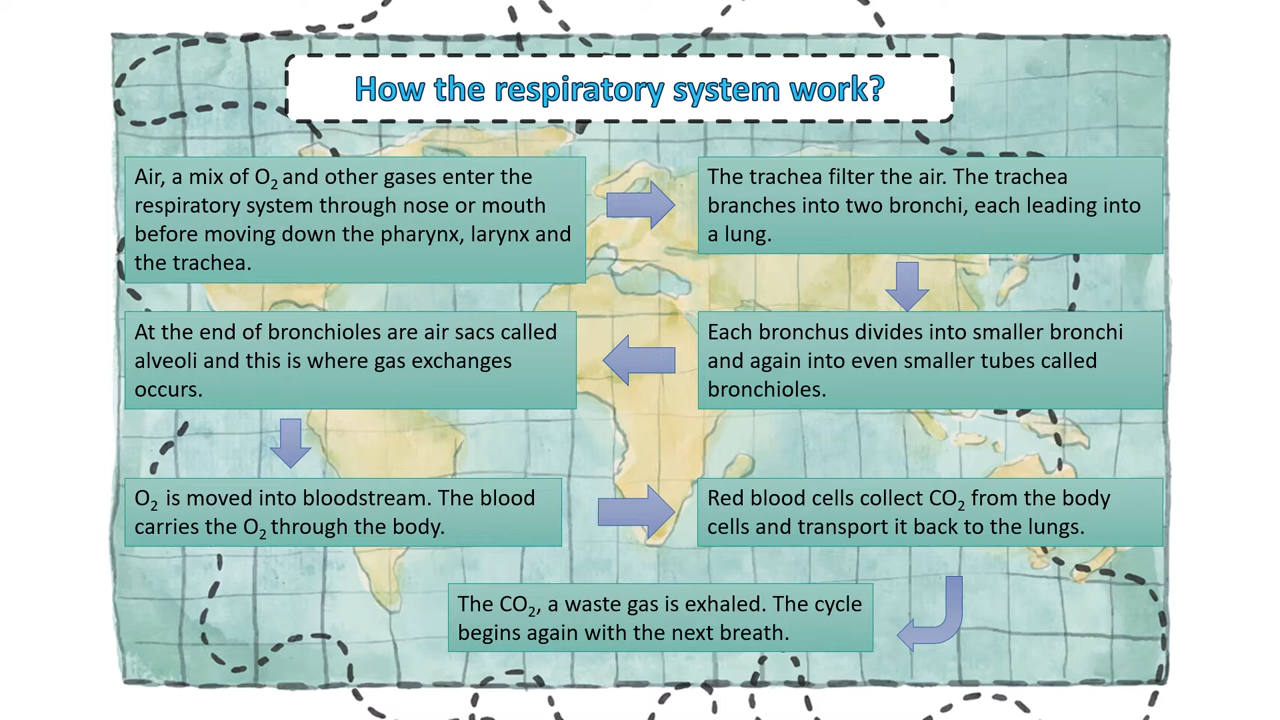 How the respiratory system work?
Air, a mix of O₂ and other gases enter the
respiratory system through nose or mouth
before moving down the pharynx, larynx and
the trachea.
The trachea filter the air. The trachea
branches into two bronchi, each leading into
a lung.
Each bronchus divides into smaller bronchi
and again into even smaller tubes called
bronchioles.
At the end of bronchioles are air sacs called
alveoli and this is where gas exchanges
occurs.
O₂ is moved into bloodstream. The blood
carries the O₂ through the body.
Red blood cells collect CO₂ from the body
cells and transport it back to the lungs.
The CO₂, a waste gas is exhaled. The cycle
begins again with the next breath.